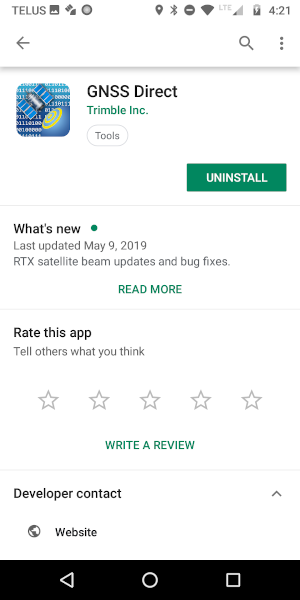 TELUS LTE 4:21
GNSS Direct
Trimble Inc.
Tools
UNINSTALL
What's new
Last updated May 9, 2019
RTX satellite beam updates and bug fixes.
READ MORE
Rate this app
Tell others what you think
WRITE A REVIEW
Developer contact
Website